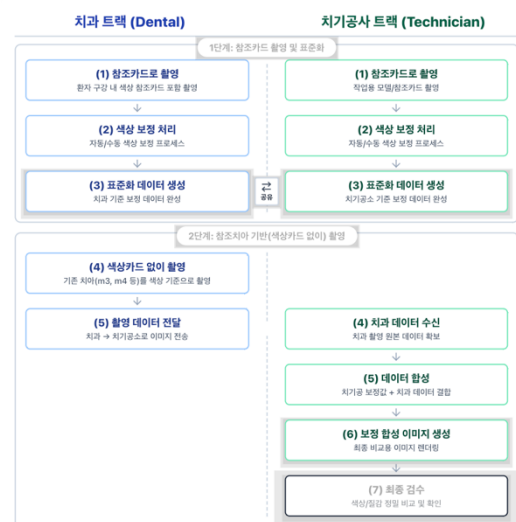 치과 트랙 (Dental)
치기공사 트랙 (Technician)
1단계: 참조카드 촬영 및 표준화
(1) 참조카드로 촬영
환자 구강 내 색상 참조카드 포함 촬영
(1) 참조카드로 촬영
작업용 모델/참조카드 촬영
(2) 색상 보정 처리
자동/수동 색상 보정 프로세스
(2) 색상 보정 처리
자동/수동 색상 보정 프로세스
(3) 표준화 데이터 생성
치과 기준 보정 데이터 완성
공유
(3) 표준화 데이터 생성
치기공소 기준 보정 데이터 완성
2단계: 참조치아 기반(색상카드 없이) 촬영
(4) 색상카드 없이 촬영
기존 치아(m3, m4 등)를 색상 기준으로 촬영
(5) 촬영 데이터 전달
치과 → 치기공소로 이미지 전송
(4) 치과 데이터 수신
치과 촬영 원본 데이터 확보
(5) 데이터 합성
치기공 보정값 + 치과 데이터 결합
(6) 보정 합성 이미지 생성
최종 비교용 이미지 렌더링
(7) 최종 검수
색상/질감 정밀 비교 및 확인